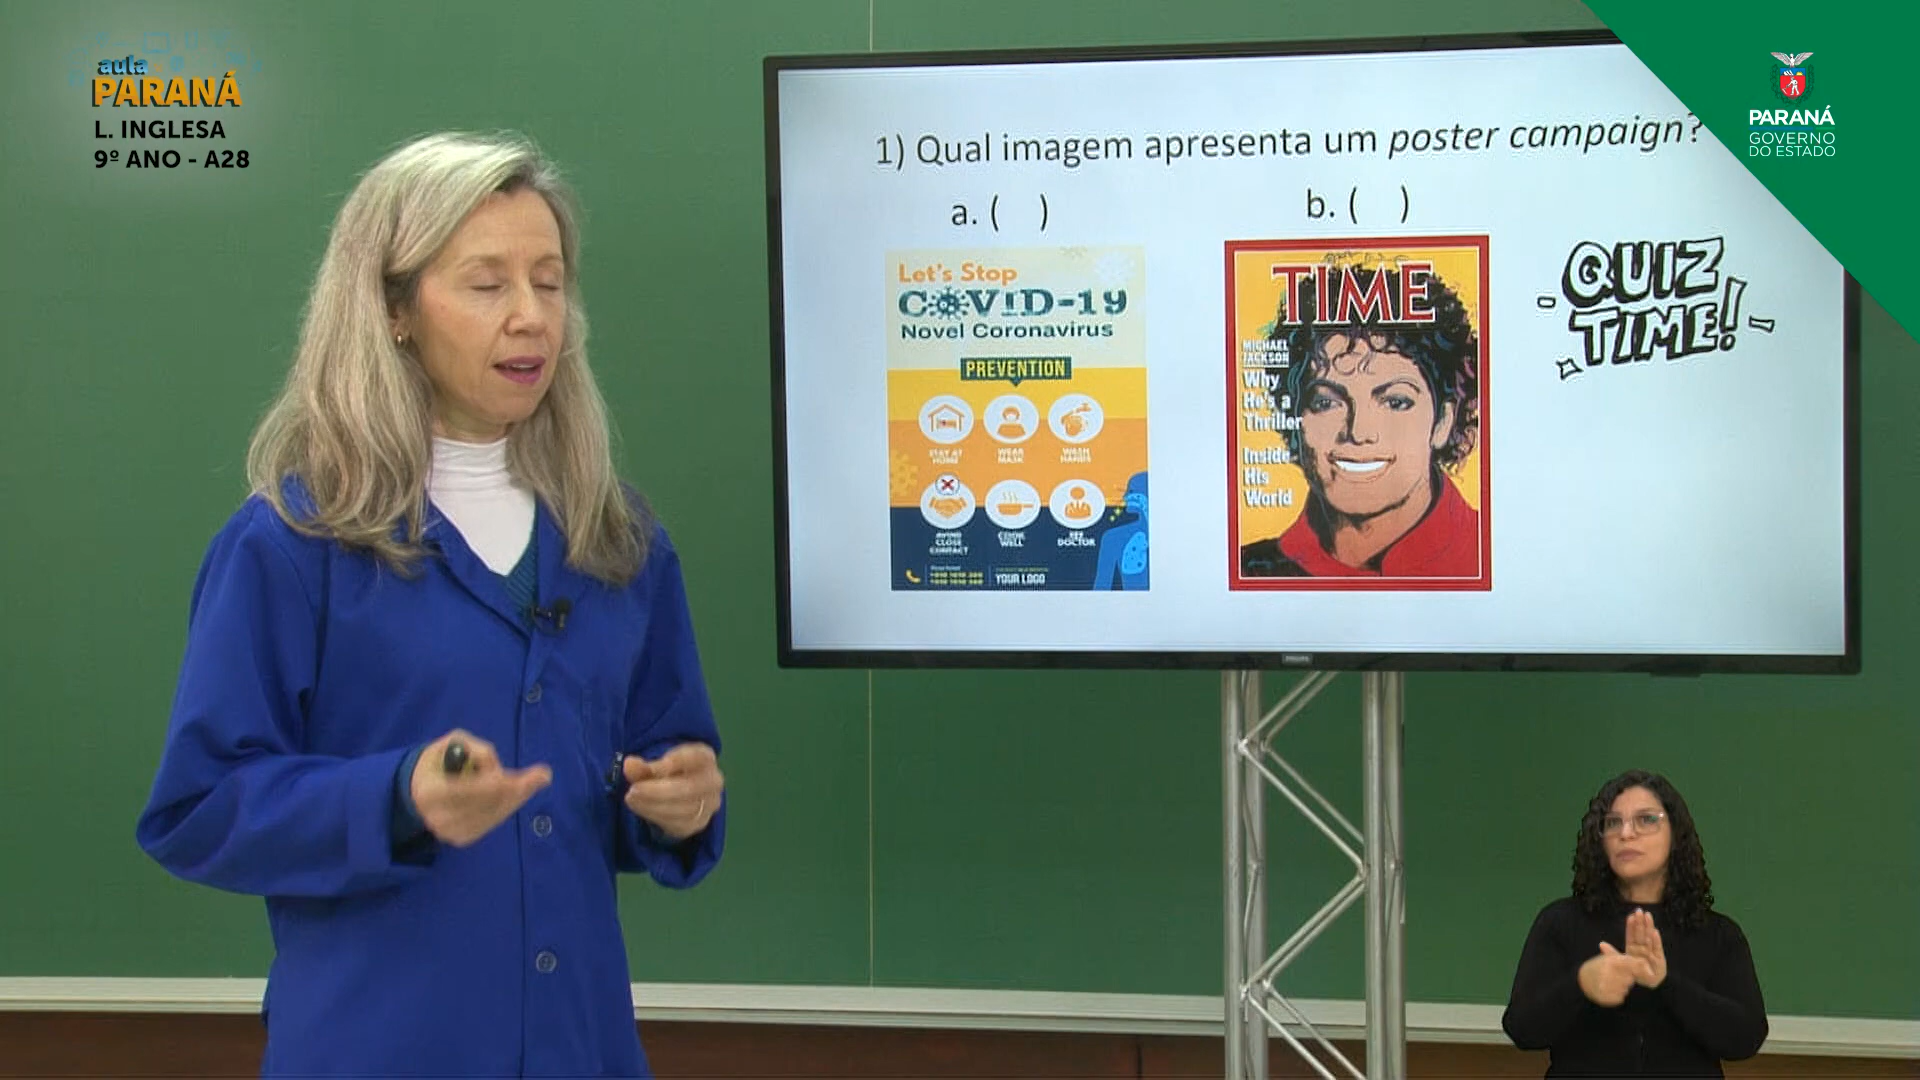 aula
PARANÁ
L. INGLESA
9º ANO - A28
PARANÁ
GOVERNO
DO ESTADO
1) Qual imagem apresenta um poster campaign?
a. ( )
b. ( )
Let's Stop
COVID-19
Novel Coronavirus
PREVENTION
STAY AT
HOME
WEAR
MASK
WASH
HANDS
AVOID
CLOSE
CONTACT
COOK
WELL
SEE
DOCTOR
YOUR LOGO
TIME
MICHAEL
JACKSON
Why
He's a
Thriller
Inside
His
World
QUIZ
TIME!
PHILIPS